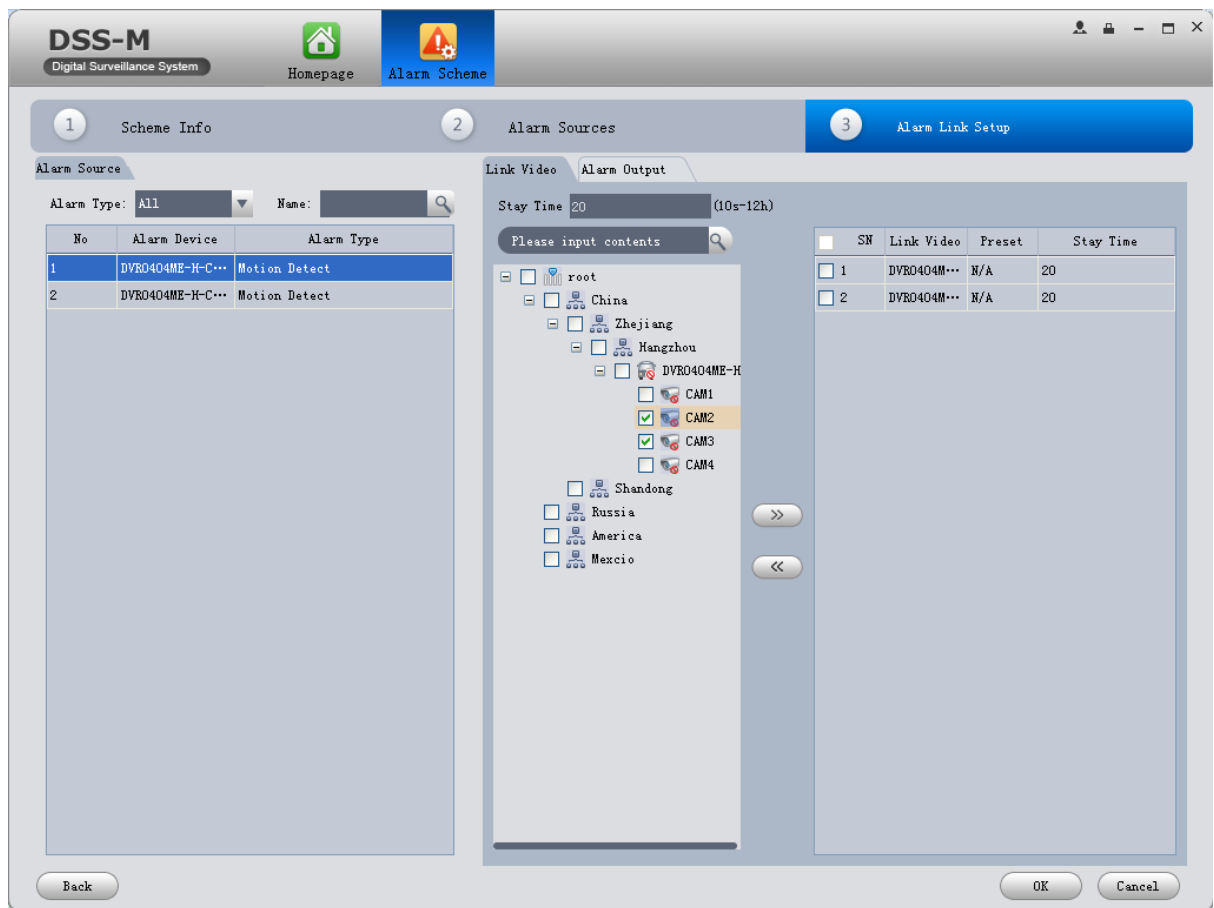 DSS-M
Digital Surveillance System
Homepage
Alarm Scheme
1 Scheme Info
2 Alarm Sources
3 Alarm Link Setup
Alarm Source
Alarm Type: All Name:
No Alarm Device Alarm Type
1 DVR0404ME-H-C··· Motion Detect
2 DVR0404ME-H-C··· Motion Detect
Link Video Alarm Output
Stay Time 20 (10s-12h)
Please input contents
root
China
Zhejiang
Hangzhou
DVR0404ME-H
CAM1
CAM2
CAM3
CAM4
Shandong
Russia
America
Mexcio
SN Link Video Preset Stay Time
1 DVR0404M··· N/A 20
2 DVR0404M··· N/A 20
Back
OK
Cancel